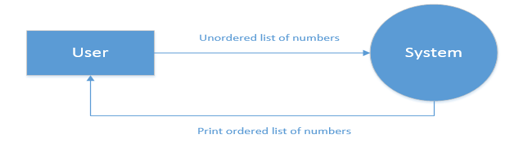 Unordered list of numbers
User
System
Print ordered list of numbers